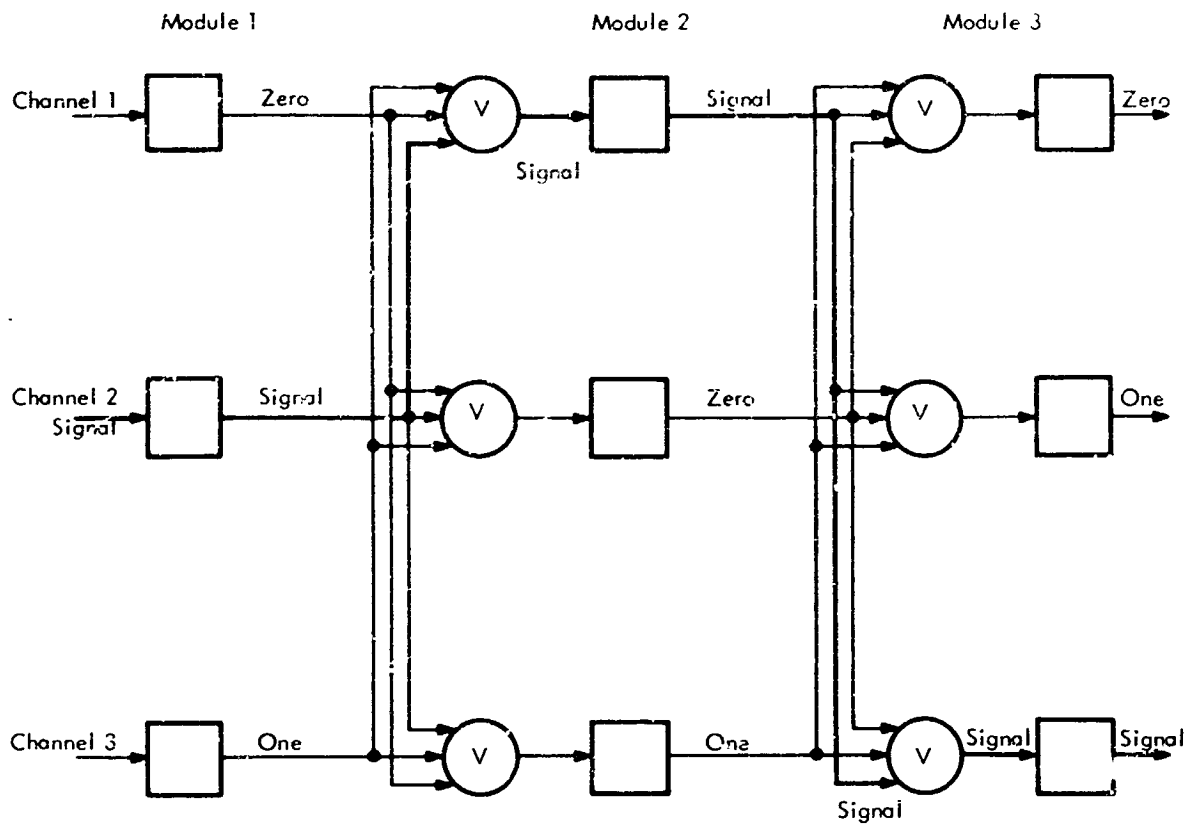 Module 1
Module 2
Module 3
Channel 1
Zero
V
Signal
V
Zero
Signal
Channel 2
Signal
Signal
V
Zero
V
One
Channel 3
One
V
One
V
Signal
Signal
Signal